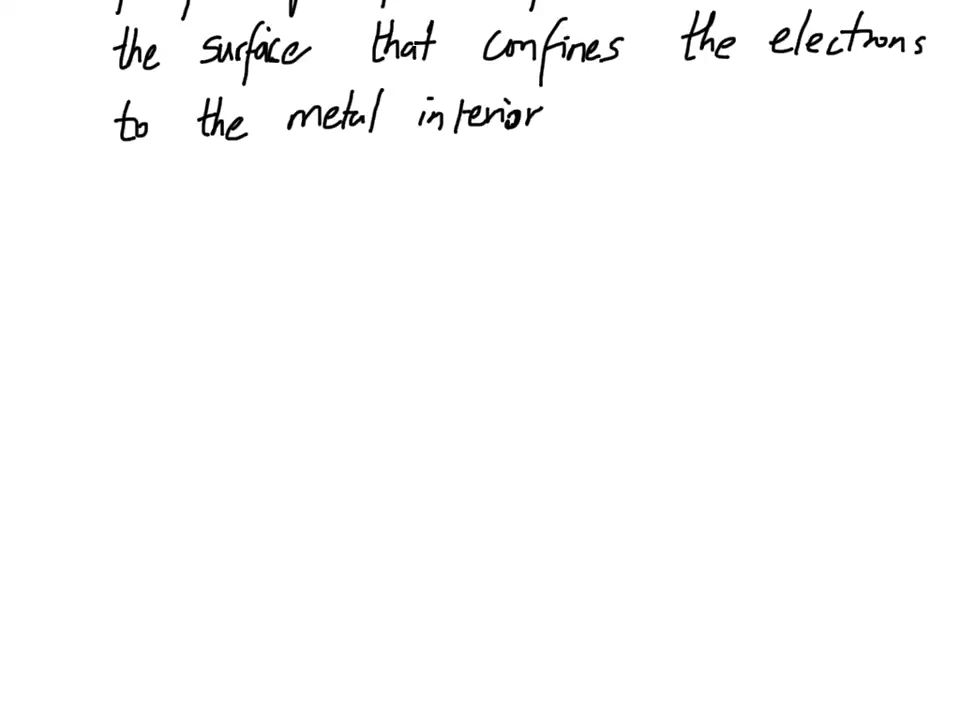 the surface that confines the electrons
to the metal interior